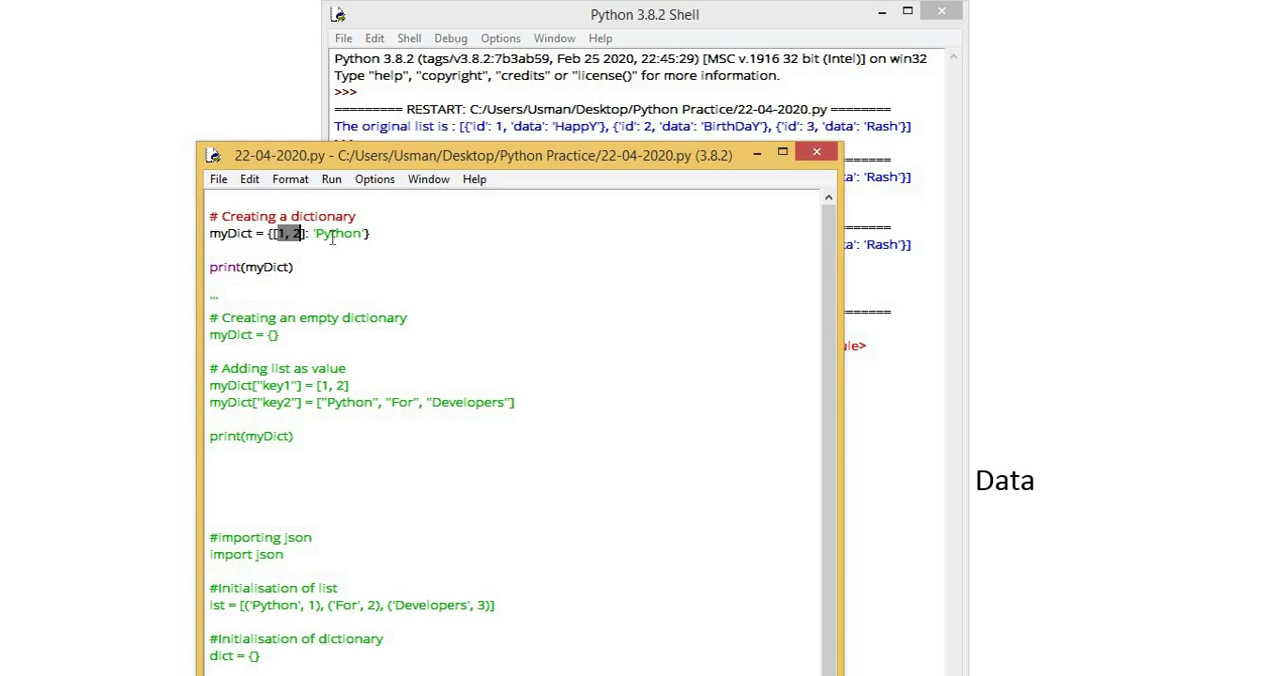 Python 3.8.2 Shell
File Edit Shell Debug Options Window Help
Python 3.8.2 (tags/v3.8.2:7b3ab59, Feb 25 2020, 22:45:29) [MSC v.1916 32 bit (Intel)] on win32
Type "help", "copyright", "credits" or "license()" for more information.
>>>
========= RESTART: C:/Users/Usman/Desktop/Python Practice/22-04-2020.py ========
The original list is : [{'id': 1, 'data': 'HappY'}, {'id': 2, 'data': 'BirthDaY'}, {'id': 3, 'data': 'Rash'}]
======
ta': 'Rash'}]
======
ta': 'Rash'}]
======
ule>
22-04-2020.py - C:/Users/Usman/Desktop/Python Practice/22-04-2020.py (3.8.2)
File Edit Format Run Options Window Help
# Creating a dictionary
myDict = {[1, 2]: 'Python'}
print(myDict)
'''
# Creating an empty dictionary
myDict = {}
# Adding list as value
myDict["key1"] = [1, 2]
myDict["key2"] = ["Python", "For", "Developers"]
print(myDict)
#importing json
import json
#Initialisation of list
lst = [('Python', 1), ('For', 2), ('Developers', 3)]
#Initialisation of dictionary
dict = {}
Data